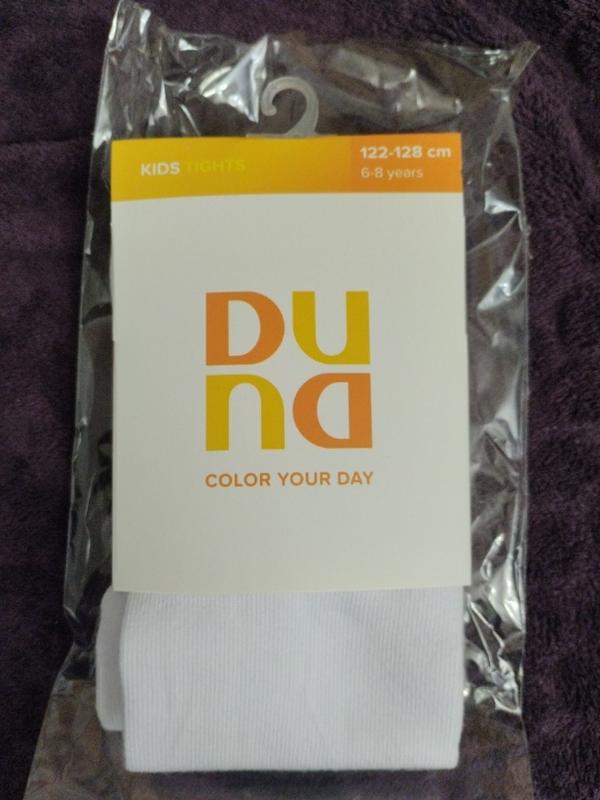 KIDS TIGHTS
122-128 cm
6-8 years
DU
ND
COLOR YOUR DAY